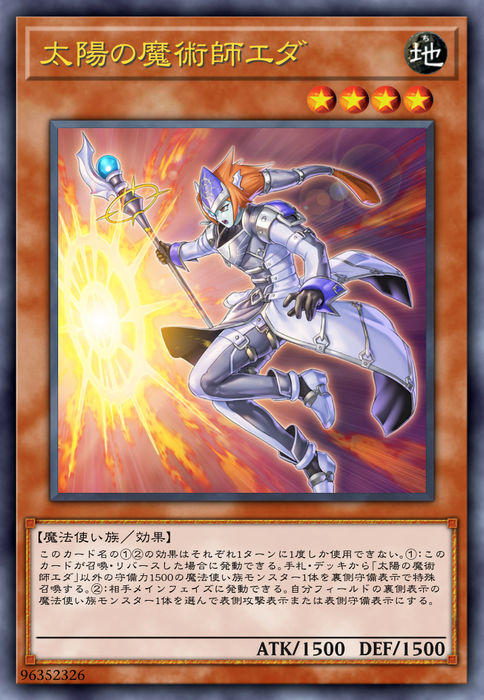 太陽の魔術師エダ
ち
地
【魔法使い族／効果】
このカード名の①②の効果はそれぞれ1ターンに1度しか使用できない。①:この
カードが召喚・リバースした場合に発動できる。手札・デッキから「太陽の魔術
師エダ」以外の守備力1500の魔法使い族モンスター1体を裏側守備表示で特殊
召喚する。②:相手メインフェイズに発動できる。自分フィールドの裏側表示の
魔法使い族モンスター1体を選んで表側攻撃表示または表側守備表示にする。
ATK/1500 DEF/1500
96352326